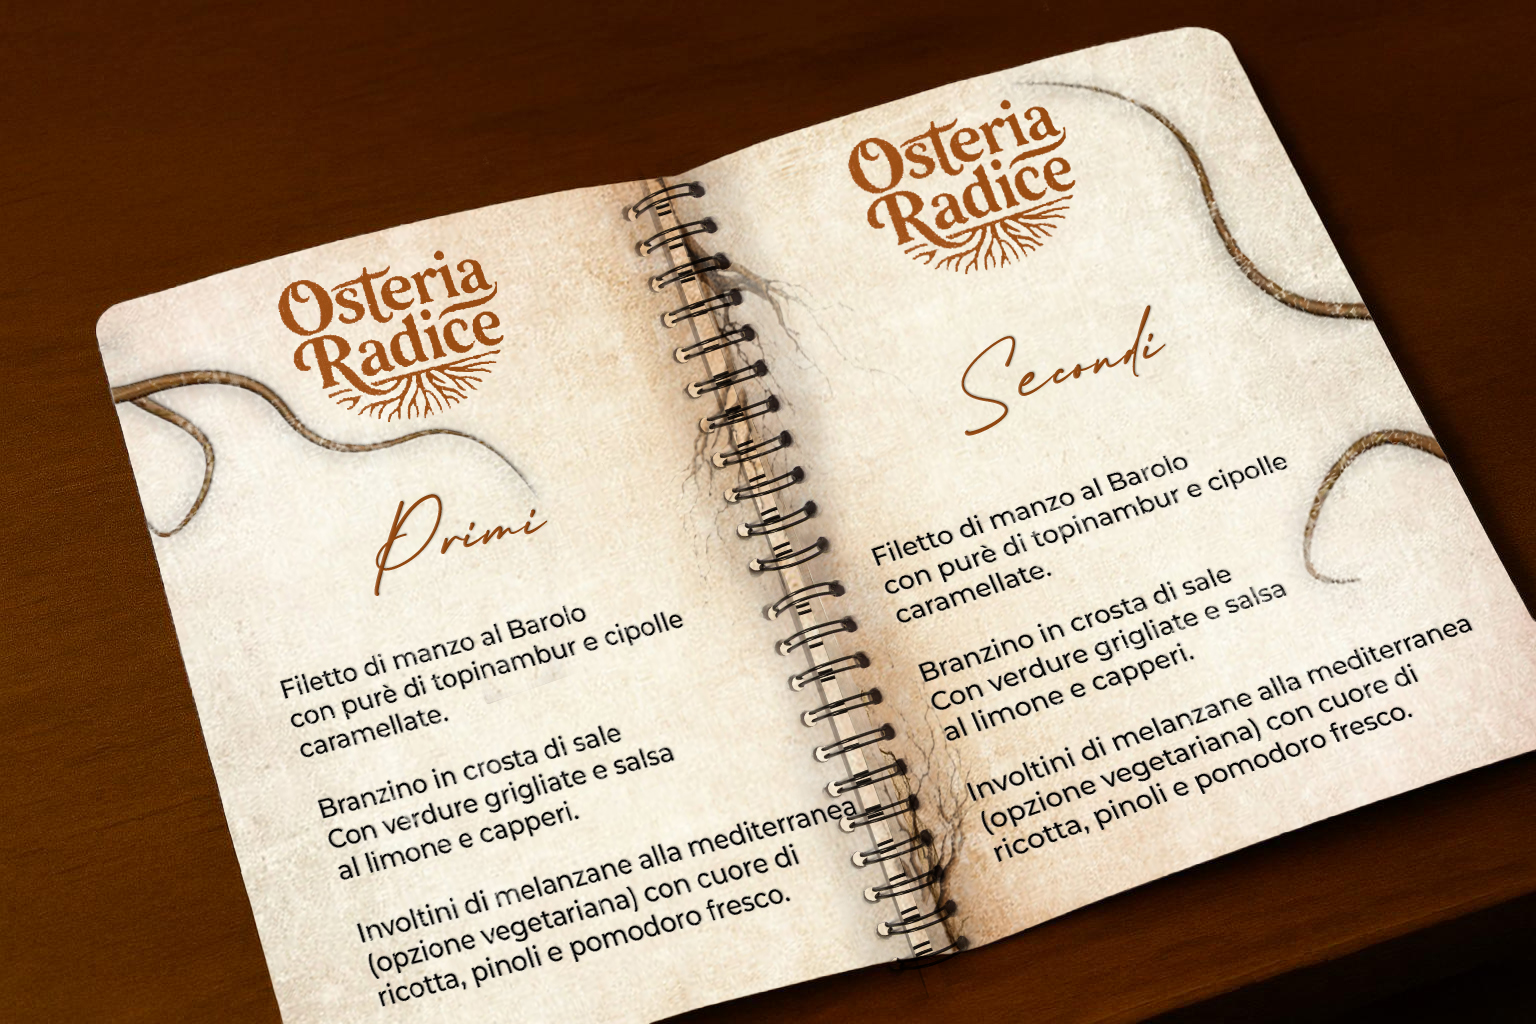 Osteria
Radice
Primi
Filetto di manzo al Barolo
con purè di topinambur e cipolle
caramellate.
Branzino in crosta di sale
Con verdure grigliate e salsa
al limone e capperi.
Involtini di melanzane alla mediterranea
(opzione vegetariana) con cuore di
ricotta, pinoli e pomodoro fresco.
Osteria
Radice
Secondi
Filetto di manzo al Barolo
con purè di topinambur e cipolle
caramellate.
Branzino in crosta di sale
Con verdure grigliate e salsa
al limone e capperi.
Involtini di melanzane alla mediterranea
(opzione vegetariana) con cuore di
ricotta, pinoli e pomodoro fresco.